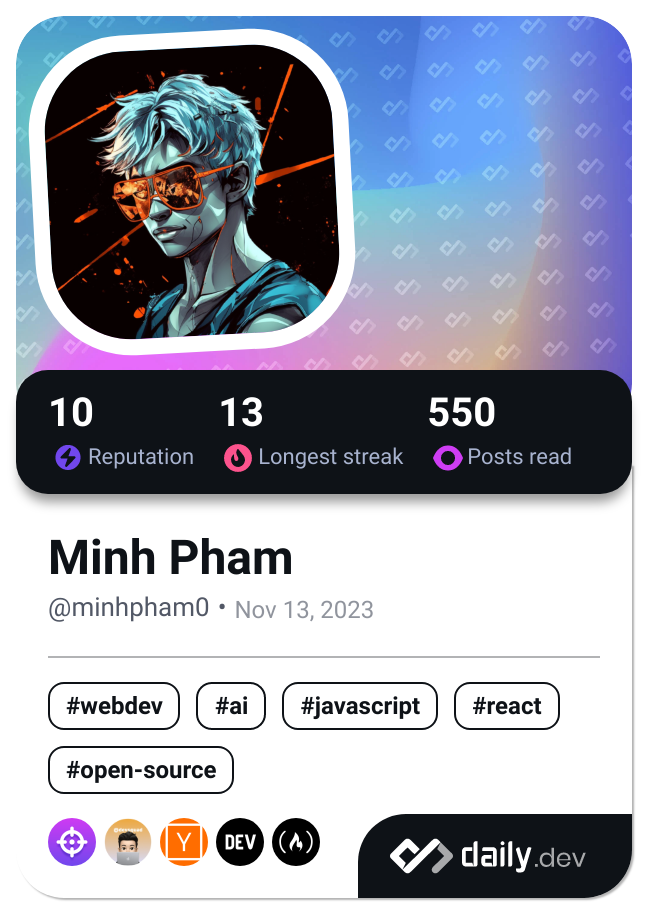 10 13 550
Reputation Longest streak Posts read
Minh Pham
@minhpham0 • Nov 13, 2023
#webdev #ai #javascript #react
#open-source
Y DEV
daily.dev